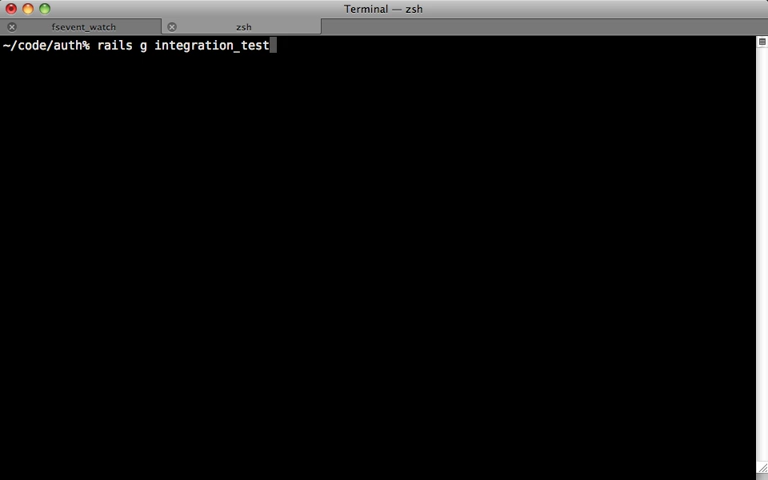 Terminal — zsh
fsevent_watch
zsh
~/code/auth% rails g integration_test